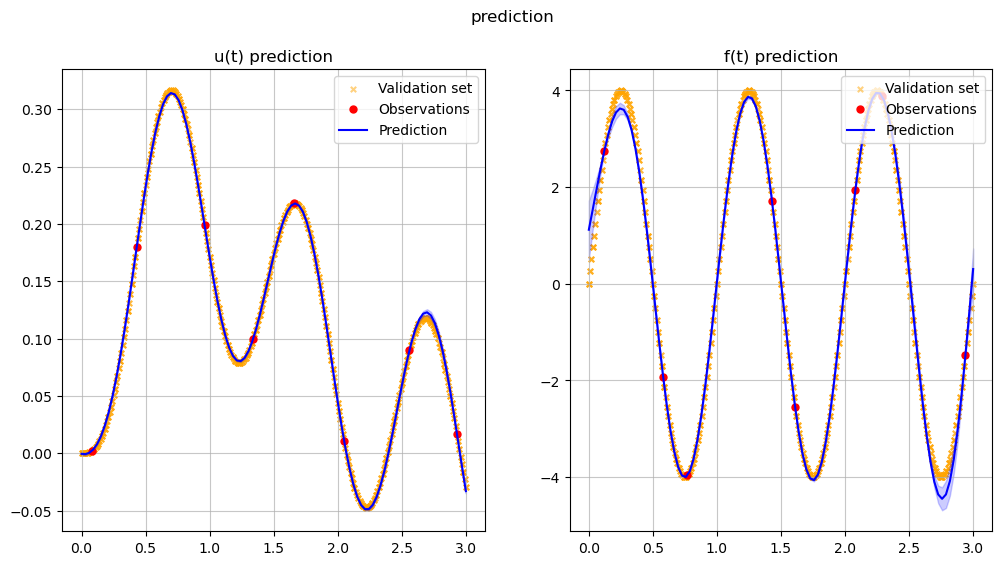 prediction
u(t) prediction
Validation set
Observations
Prediction
0.30
0.25
0.20
0.15
0.10
0.05
0.00
−0.05
0.0 0.5 1.0 1.5 2.0 2.5 3.0
f(t) prediction
Validation set
Observations
Prediction
4
2
0
−2
−4
0.0 0.5 1.0 1.5 2.0 2.5 3.0